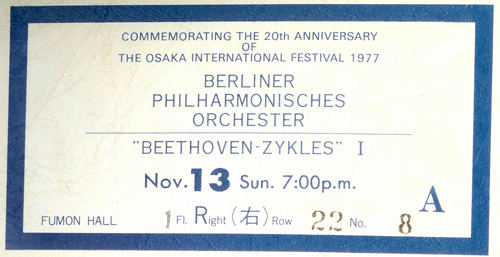 COMMEMORATING THE 20th ANNIVERSARY
OF
THE OSAKA INTERNATIONAL FESTIVAL 1977
BERLINER
PHILHARMONISCHES
ORCHESTER
"BEETHOVEN-ZYKLES" I
Nov. 13 Sun. 7:00p.m.
A
FUMON HALL 1 Fl. Right (右) Row 22 No. 8